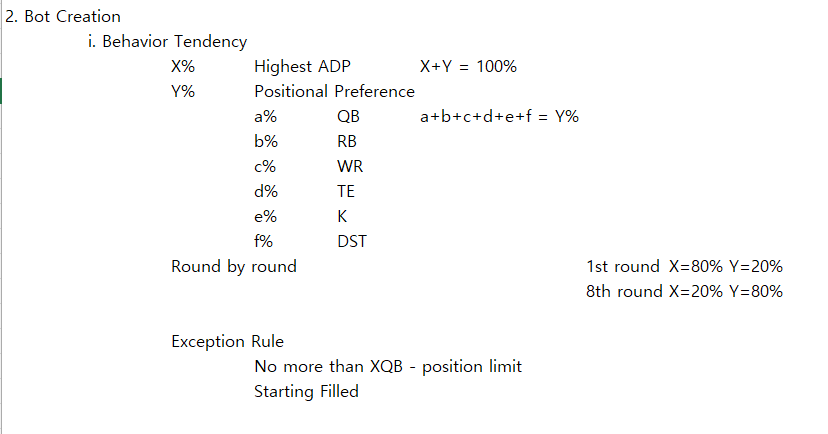 2. Bot Creation
i. Behavior Tendency
X% Highest ADP X+Y = 100%
Y% Positional Preference
a% QB a+b+c+d+e+f = Y%
b% RB
c% WR
d% TE
e% K
f% DST
Round by round 1st round X=80% Y=20%
8th round X=20% Y=80%
Exception Rule
No more than XQB - position limit
Starting Filled